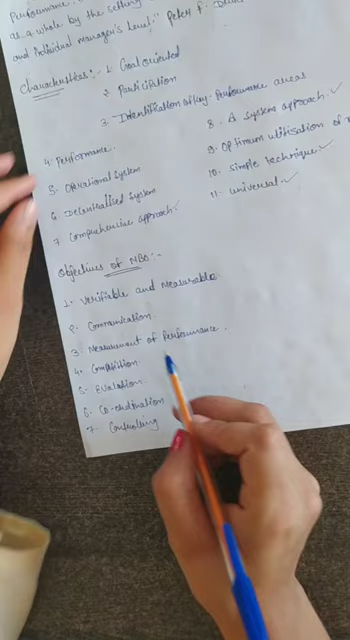 Performance.
as a whole by the setting
and individual manager's level." Peter F.
Characteristics:- 1. Goal oriented
2. Participation
3. Identification of key performance areas
4. Performance.
5. Operational System
6. Decentralised System
7. Comprehensive approach
8. A System approach.
9. Optimum utilisation of
10. Simple technique
11. Universal
Objectives of MBO:-
1. Verifiable and Measurable
2. Communication.
3. Measurement of Performance.
4. Competition
5. Evaluation.
6. Co-ordination
7. Controlling